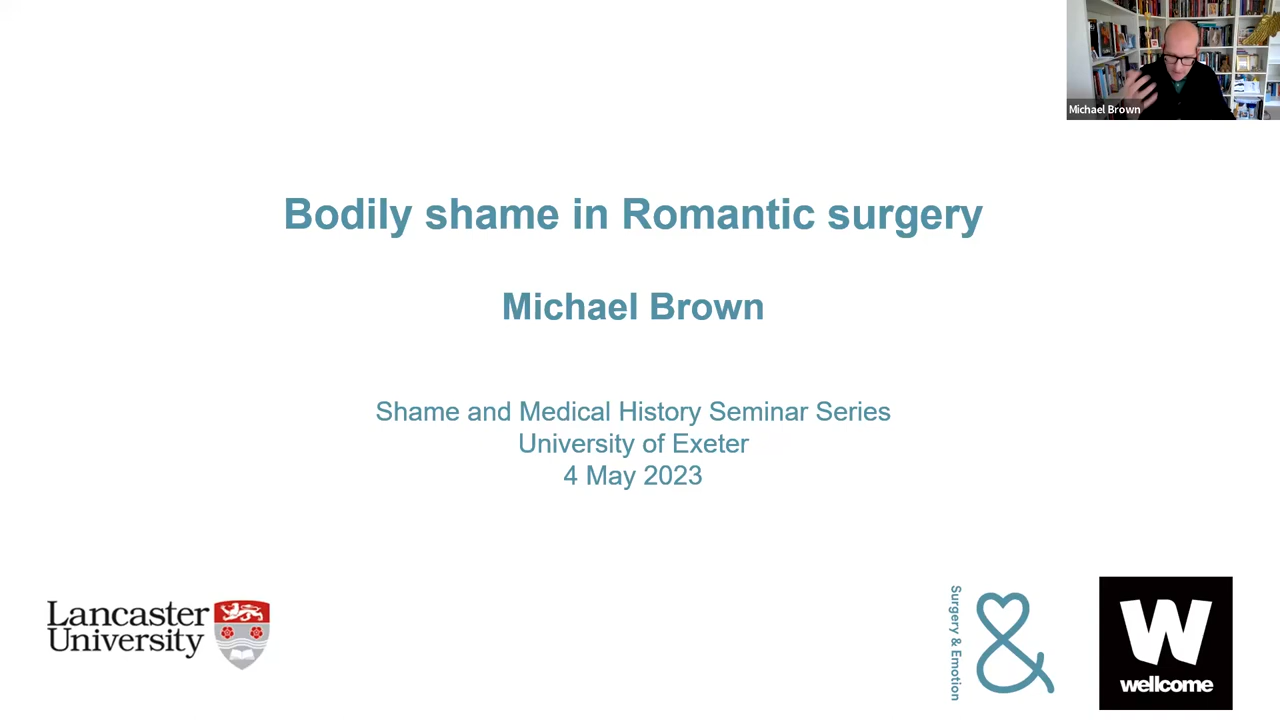 Michael Brown
Bodily shame in Romantic surgery
Michael Brown
Shame and Medical History Seminar Series
University of Exeter
4 May 2023
Lancaster
University
Surgery & Emotion
&
W
wellcome